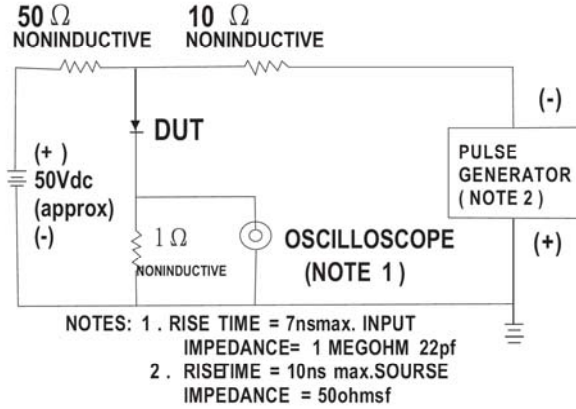 50 Ω
NONINDUCTIVE
10 Ω
NONINDUCTIVE
(-)
DUT
(+ )
50Vdc
(approx)
(-)
PULSE
GENERATOR
( NOTE 2 )
1 Ω
NONINDUCTIVE
OSCILLOSCOPE
(NOTE 1 )
(+)
NOTES: 1 . RISE TIME = 7nsmax. INPUT
IMPEDANCE= 1 MEGOHM 22pf
2 . RISETIME = 10ns max.SOURSE
IMPEDANCE = 50ohmsf